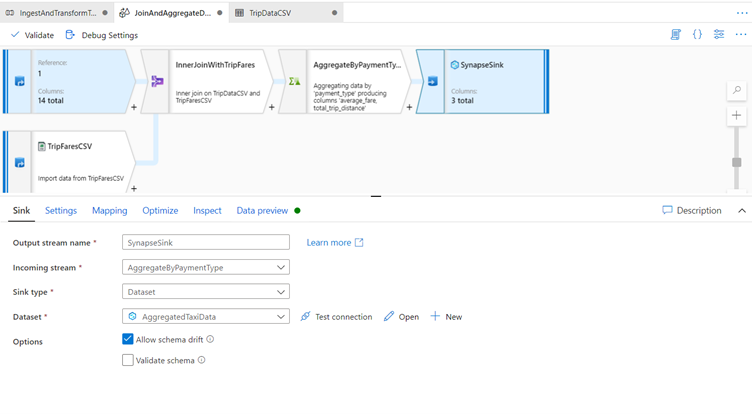 IngestAndTransformT...
JoinAndAggregateD...
TripDataCSV
Validate
Debug Settings
Reference:
1
Columns:
14 total
InnerJoinWithTripFares
Inner join on TripDataCSV and
TripFaresCSV
AggregateByPaymentTy...
Aggregating data by
'payment_type' producing
columns 'average_fare,
total_trip_distance'
SynapseSink
Columns:
3 total
TripFaresCSV
Import data from TripFaresCSV
Sink
Settings
Mapping
Optimize
Inspect
Data preview
Description
Output stream name *
SynapseSink
Learn more
Incoming stream *
AggregateByPaymentType
Sink type *
Dataset
Dataset *
AggregatedTaxiData
Test connection
Open
New
Options
Allow schema drift
Validate schema